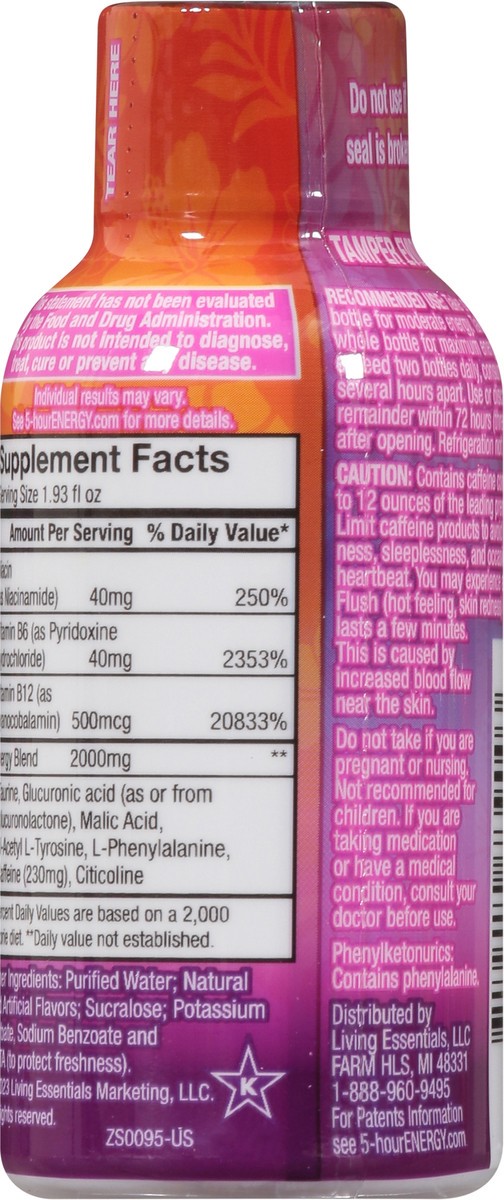 TEAR HERE
Do not use if
seal is broken
TAMPER
statement has not been evaluated
the Food and Drug Administration.
product is not intended to diagnose,
treat, cure or prevent any disease.
Individual results may vary.
See 5-hourENERGY.com for more details.
Supplement Facts
Serving Size 1.93 fl oz
Amount Per Serving % Daily Value*
Niacin
Niacinamide) 40mg 250%
Vitamin B6 (as Pyridoxine
Hydrochloride) 40mg 2353%
Vitamin B12 (as
Cyanocobalamin) 500mcg 20833%
Energy Blend 2000mg **
Taurine, Glucuronic acid (as or from
Glucuronolactone), Malic Acid,
N-Acetyl L-Tyrosine, L-Phenylalanine,
Caffeine (230mg), Citicoline
Percent Daily Values are based on a 2,000
diet. **Daily value not established.
Ingredients: Purified Water; Natural
Artificial Flavors; Sucralose; Potassium
Sodium Benzoate and
(to protect freshness).
Living Essentials Marketing, LLC.
rights reserved.
K
ZS0095-US
RECOMMENDED USE:
bottle for moderate energy
whole bottle for maximum
need two bottles daily,
several hours apart. Use or
remainder within 72 hours
after opening. Refrigeration
CAUTION: Contains caffeine
to 12 ounces of the leading
Limit caffeine products to
ness, sleeplessness, and
heartbeat. You may experience
Flush (hot feeling, skin
lasts a few minutes.
This is caused by
increased blood flow
near the skin.
Do not take if you are
pregnant or nursing.
Not recommended for
children. If you are
taking medication
or have a medical
condition, consult your
doctor before use.
Phenylketonurics:
Contains phenylalanine.
Distributed by
Living Essentials, LLC
FARM HLS, MI 48331
1-888-960-9495
For Patents Information
see 5-hourENERGY.com